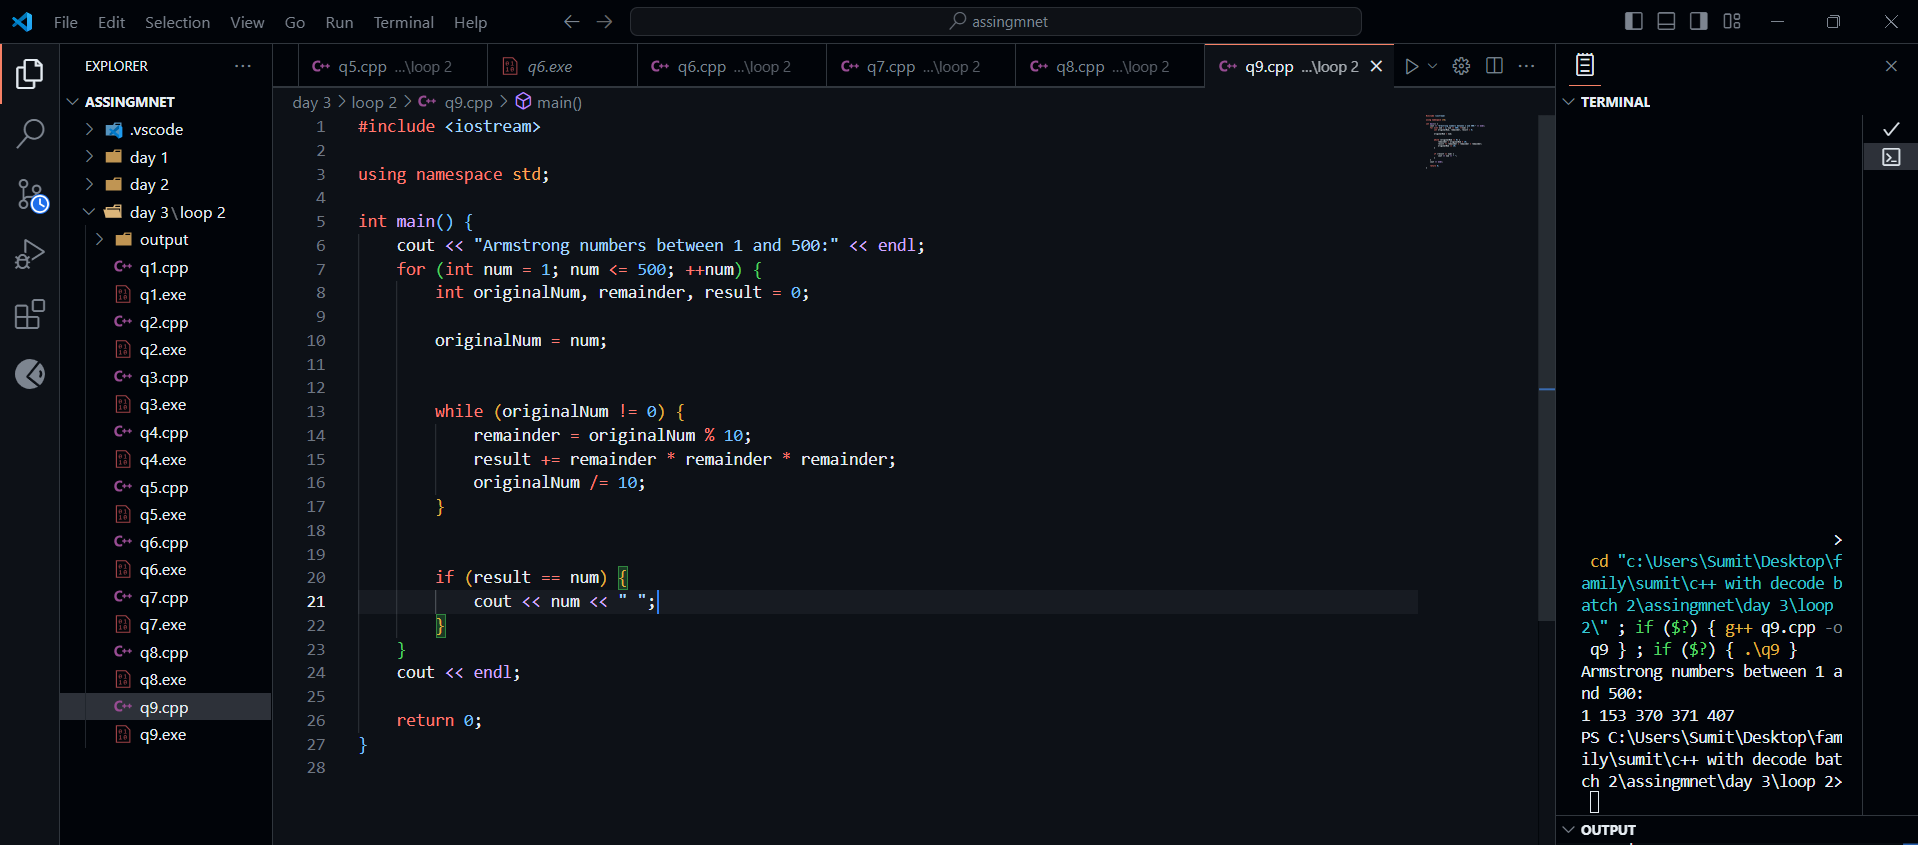 File Edit Selection View Go Run Terminal Help
assingmnet
EXPLORER
ASSINGMNET
.vscode
day 1
day 2
day 3\loop 2
output
q1.cpp
q1.exe
q2.cpp
q2.exe
q3.cpp
q3.exe
q4.cpp
q4.exe
q5.cpp
q5.exe
q6.cpp
q6.exe
q7.cpp
q7.exe
q8.cpp
q8.exe
q9.cpp
q9.exe
q5.cpp ...\loop 2 q6.exe q6.cpp ...\loop 2 q7.cpp ...\loop 2 q8.cpp ...\loop 2 q9.cpp ...\loop 2
day 3 > loop 2 > q9.cpp > main()
1 #include <iostream>
2
3 using namespace std;
4
5 int main() {
6 cout << "Armstrong numbers between 1 and 500:" << endl;
7 for (int num = 1; num <= 500; ++num) {
8 int originalNum, remainder, result = 0;
9
10 originalNum = num;
11
12
13 while (originalNum != 0) {
14 remainder = originalNum % 10;
15 result += remainder * remainder * remainder;
16 originalNum /= 10;
17 }
18
19
20 if (result == num) {
21 cout << num << " ";
22 }
23 }
24 cout << endl;
25
26 return 0;
27 }
28
TERMINAL
>
cd "c:\Users\Sumit\Desktop\f
amily\sumit\c++ with decode b
atch 2\assingmnet\day 3\loop
2\" ; if ($?) { g++ q9.cpp -o
q9 } ; if ($?) { .\q9 }
Armstrong numbers between 1 a
nd 500:
1 153 370 371 407
PS C:\Users\Sumit\Desktop\fam
ily\sumit\c++ with decode bat
ch 2\assingmnet\day 3\loop 2>
OUTPUT